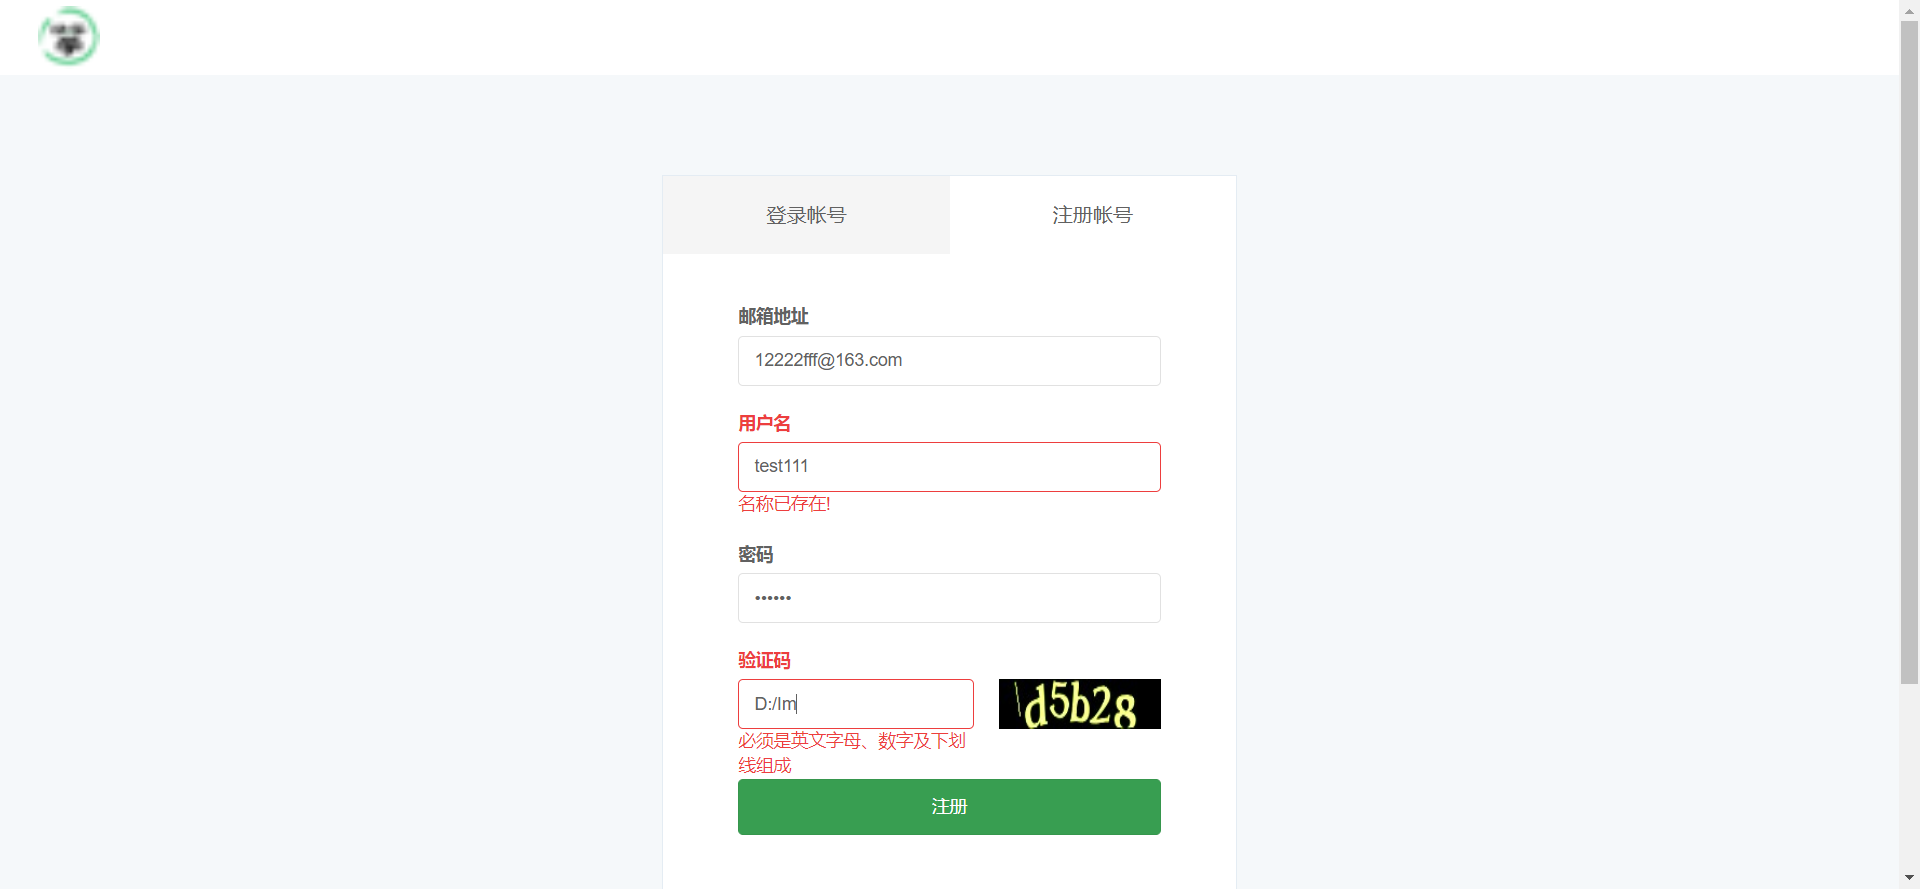 登录帐号
注册帐号
邮箱地址
12222fff@163.com
用户名
test111
名称已存在!
密码
••••••
验证码
D:/Im
d5b28
必须是英文字母、数字及下划
线组成
注册